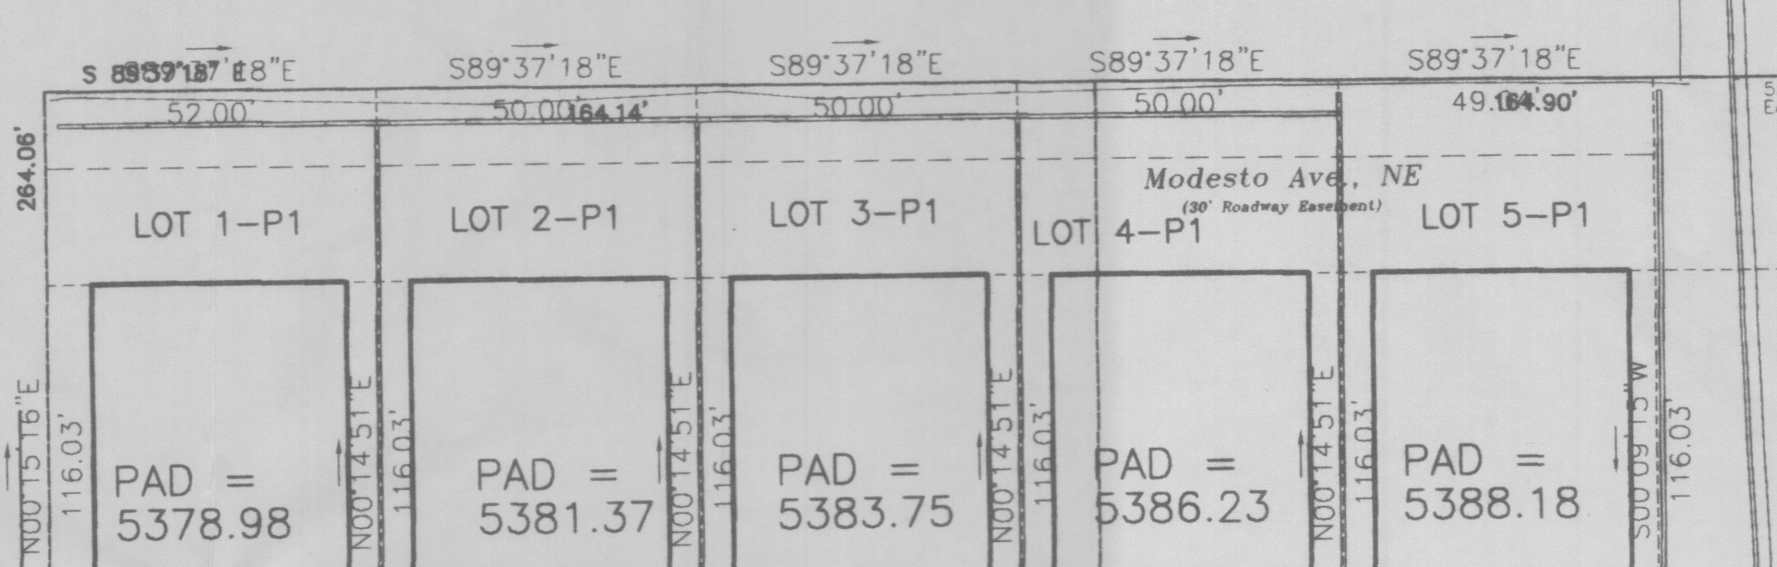 S89°37'18"E
S89°37'18"E
S89°37'18"E
S89°37'18"E
52.00'
50.00'
164.14'
50.00'
50.00'
164.90'
264.06'
Modesto Ave., NE
(30' Roadway Easement)
LOT 1-P1
LOT 2-P1
LOT 3-P1
LOT 4-P1
LOT 5-P1
N00°15'16"E
116.03'
PAD =
5378.98
N00°14'51"E
116.03'
PAD =
5381.37
N00°14'51"E
116.03'
PAD =
5383.75
N00°14'51"E
116.03'
PAD =
5386.23
N00°14'51"E
116.03'
PAD =
5388.18
S00°09'15"W
116.03'